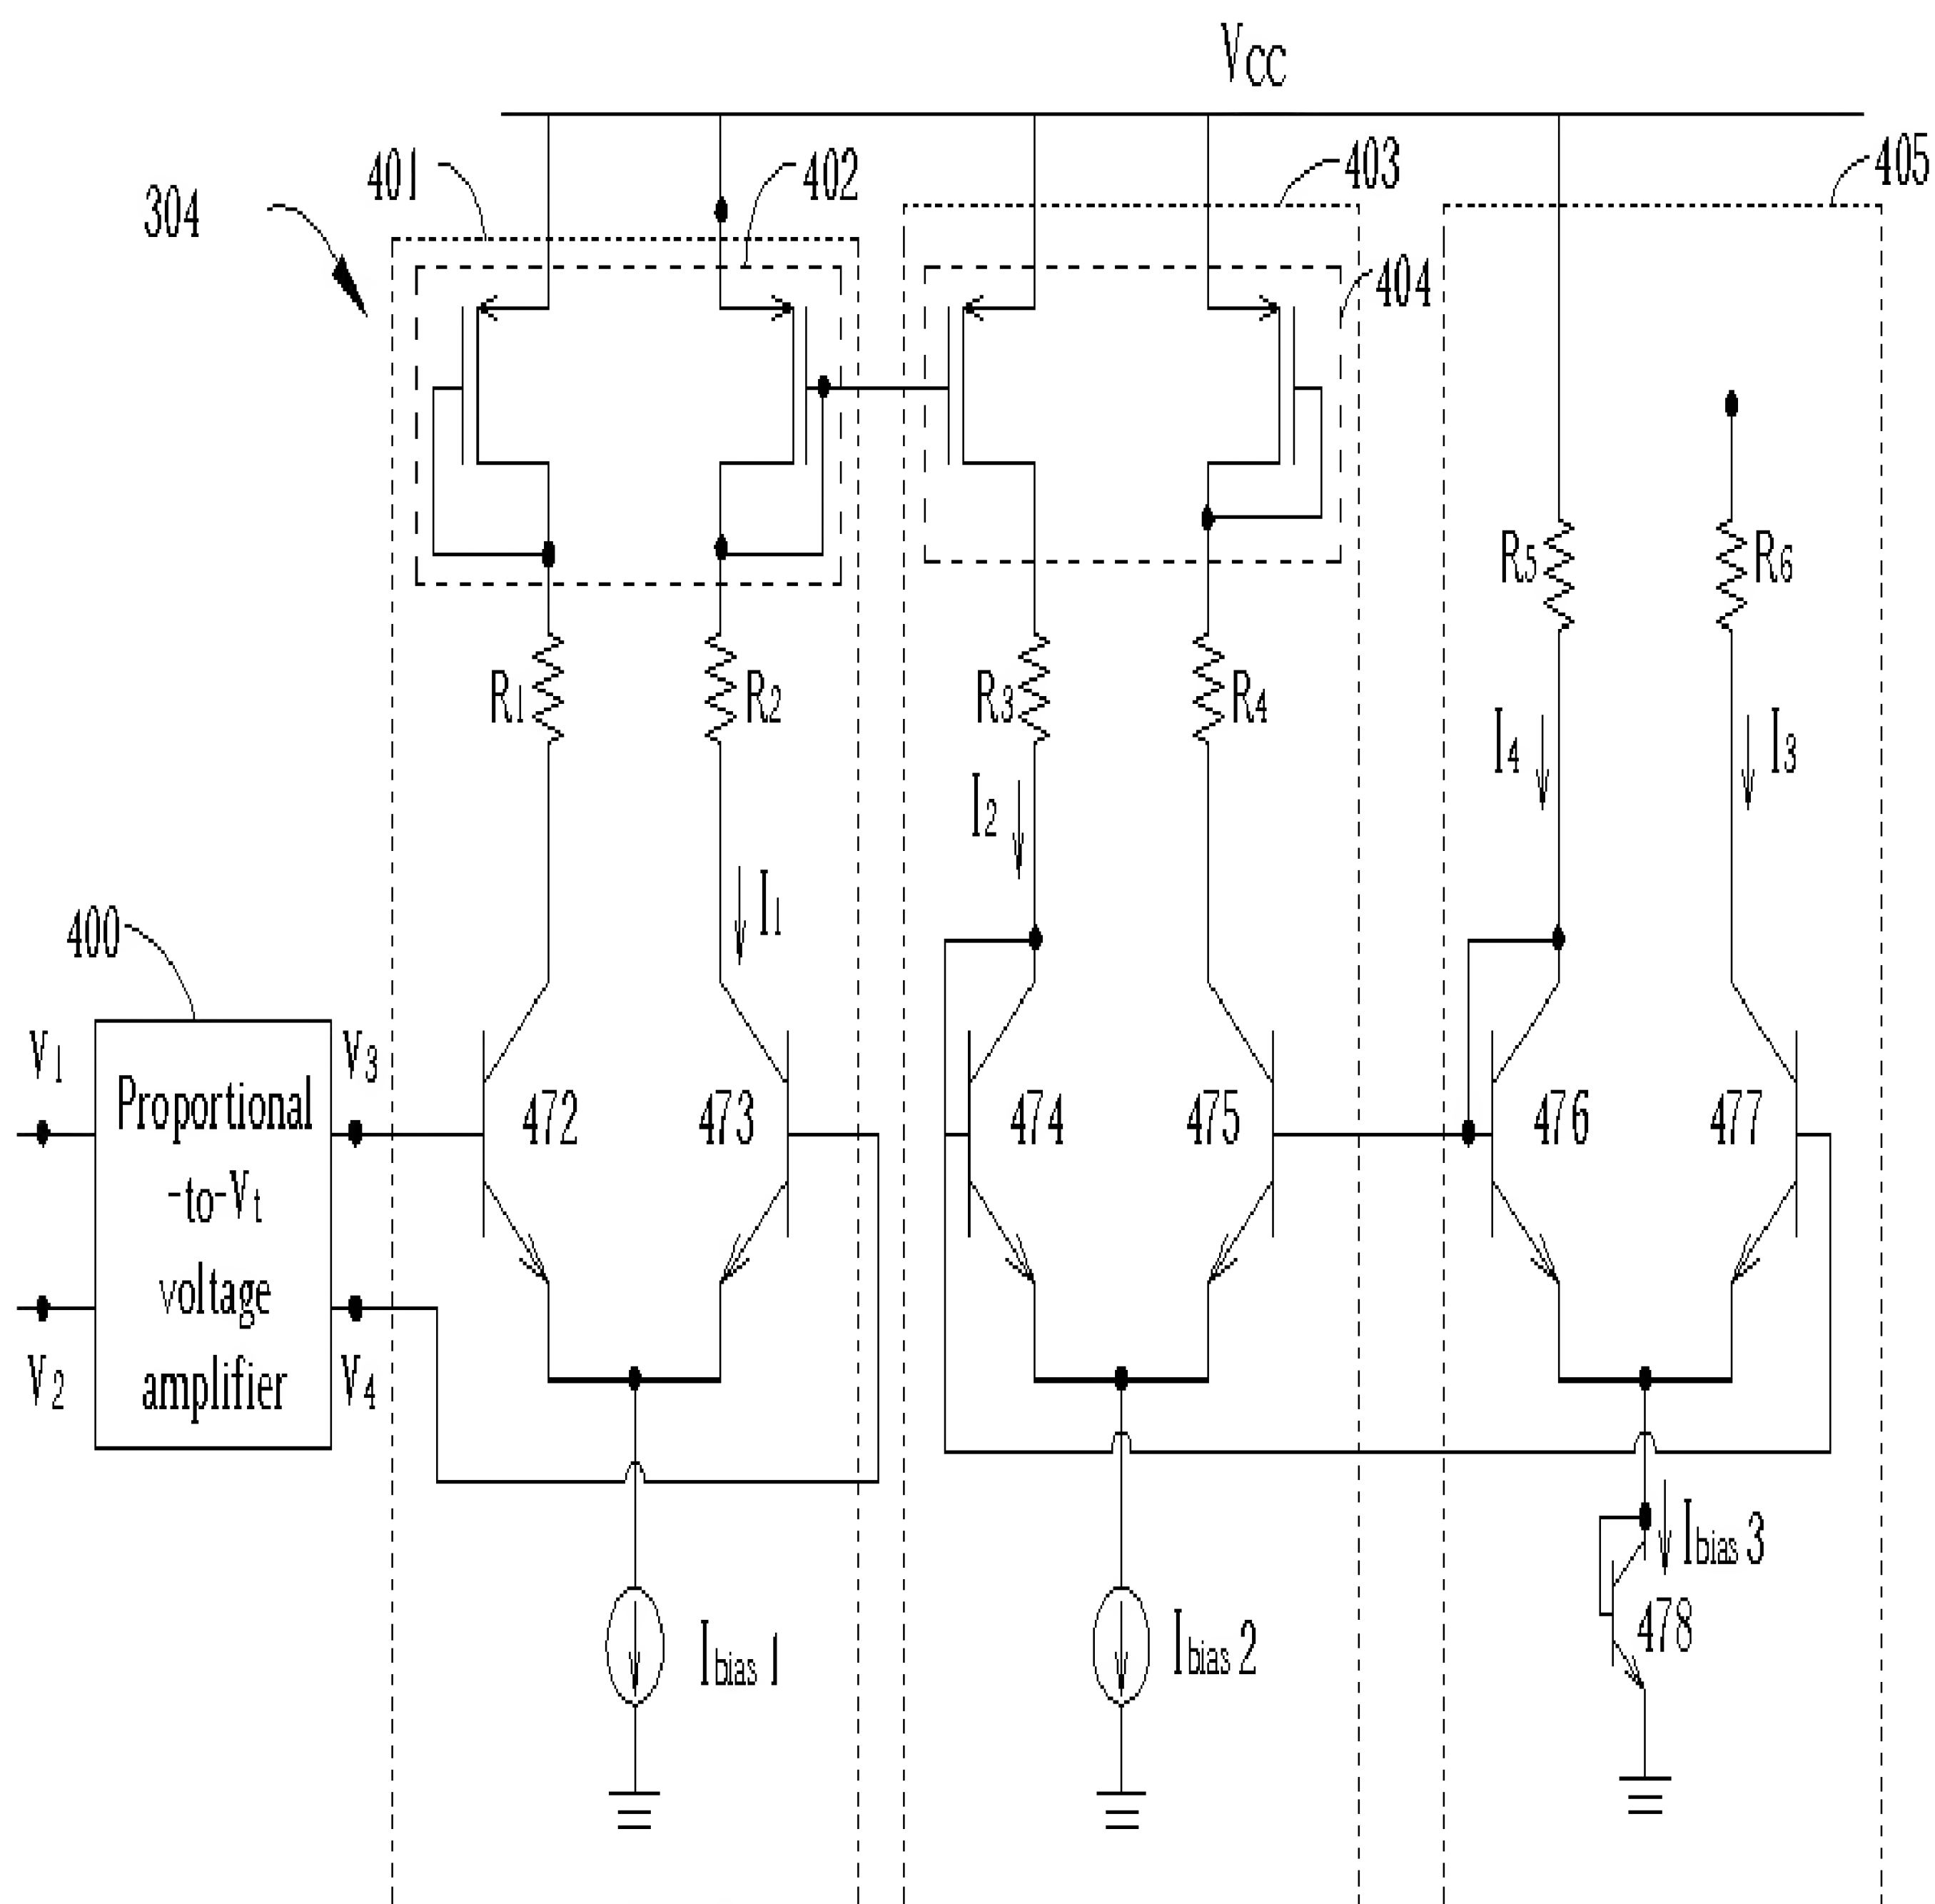 Vcc
401
402
403
405
304
404
R5
R6
R1
R2
R3
R4
I4
I3
I2
I1
400
V1
V3
Proportional
-to-Vt
voltage
amplifier
472
473
474
475
476
477
V2
V4
Ibias 3
478
Ibias 1
Ibias 2